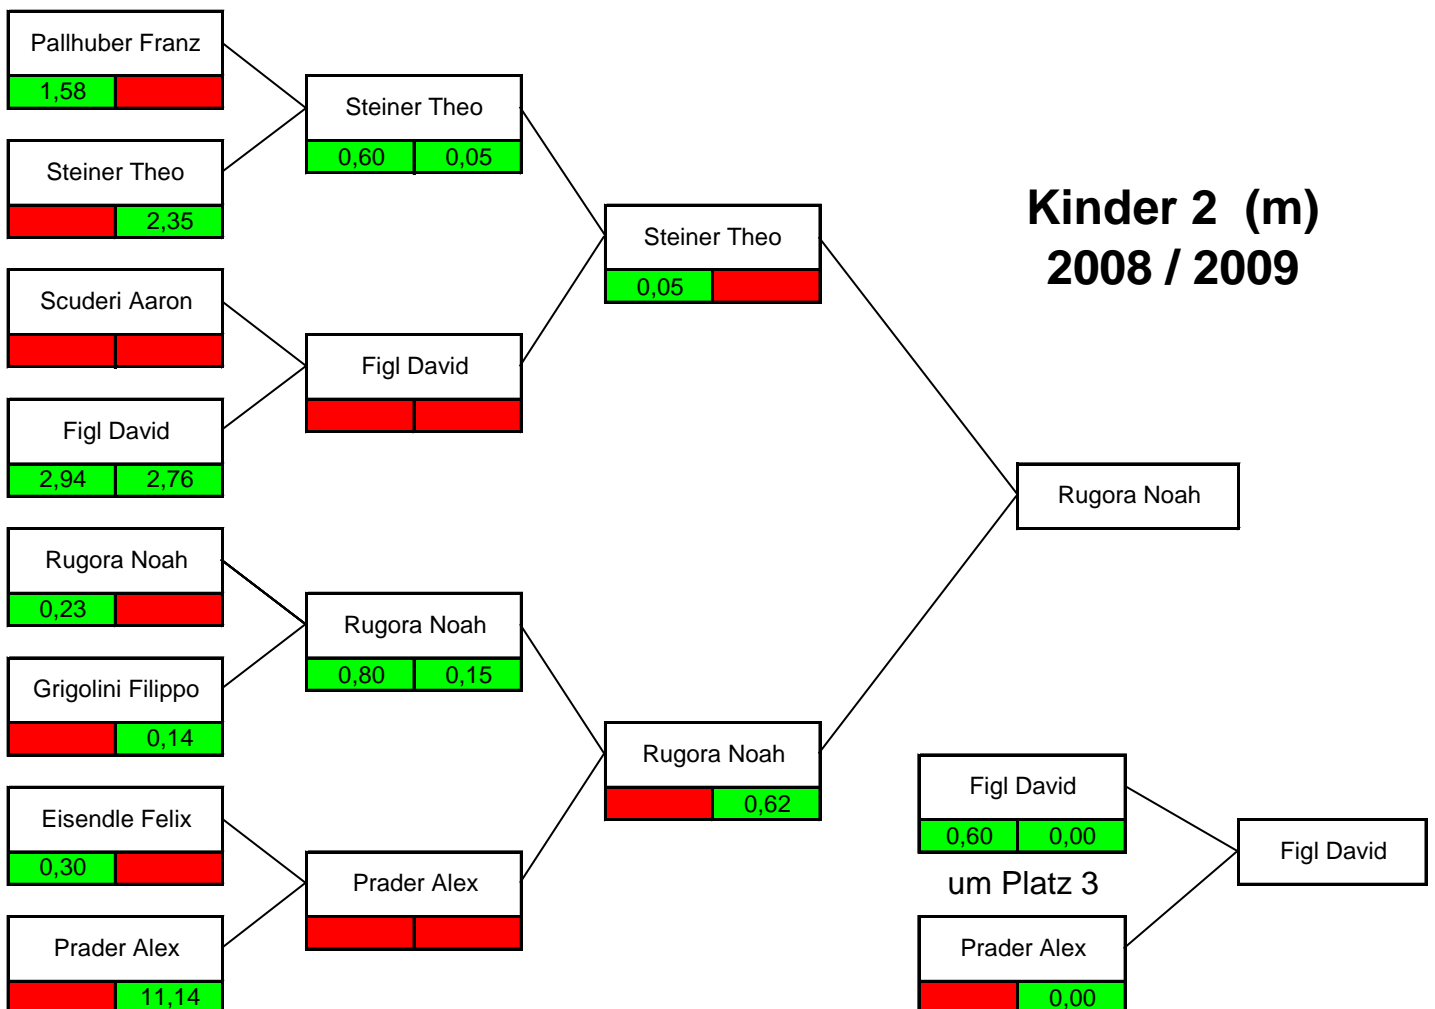 Pallhuber Franz
1,58
Steiner Theo
2,35
Scuderi Aaron
Figl David
2,94 2,76
Rugora Noah
0,23
Grigolini Filippo
0,14
Eisendle Felix
0,30
Prader Alex
11,14
Steiner Theo
0,60 0,05
Figl David
Rugora Noah
0,80 0,15
Prader Alex
Steiner Theo
0,05
Rugora Noah
0,62
Kinder 2 (m)
2008 / 2009
Rugora Noah
Figl David
0,60 0,00
um Platz 3
Prader Alex
0,00
Figl David